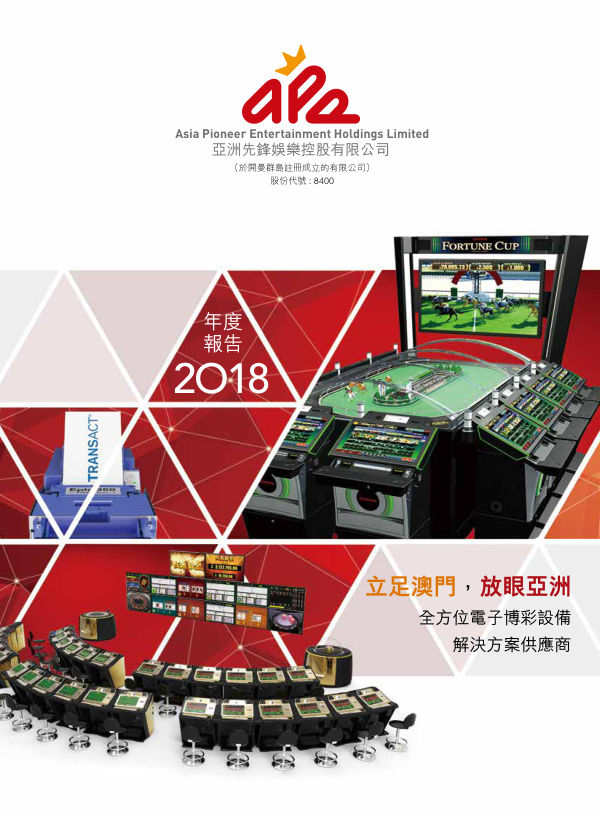 ape
Asia Pioneer Entertainment Holdings Limited
亞洲先鋒娛樂控股有限公司
（於開曼群島註冊成立的有限公司）
股份代號 : 8400
FORTUNE CUP
年度
報告
2018
TRANSACT
Epic 950
立足澳門，放眼亞洲
全方位電子博彩設備
解決方案供應商